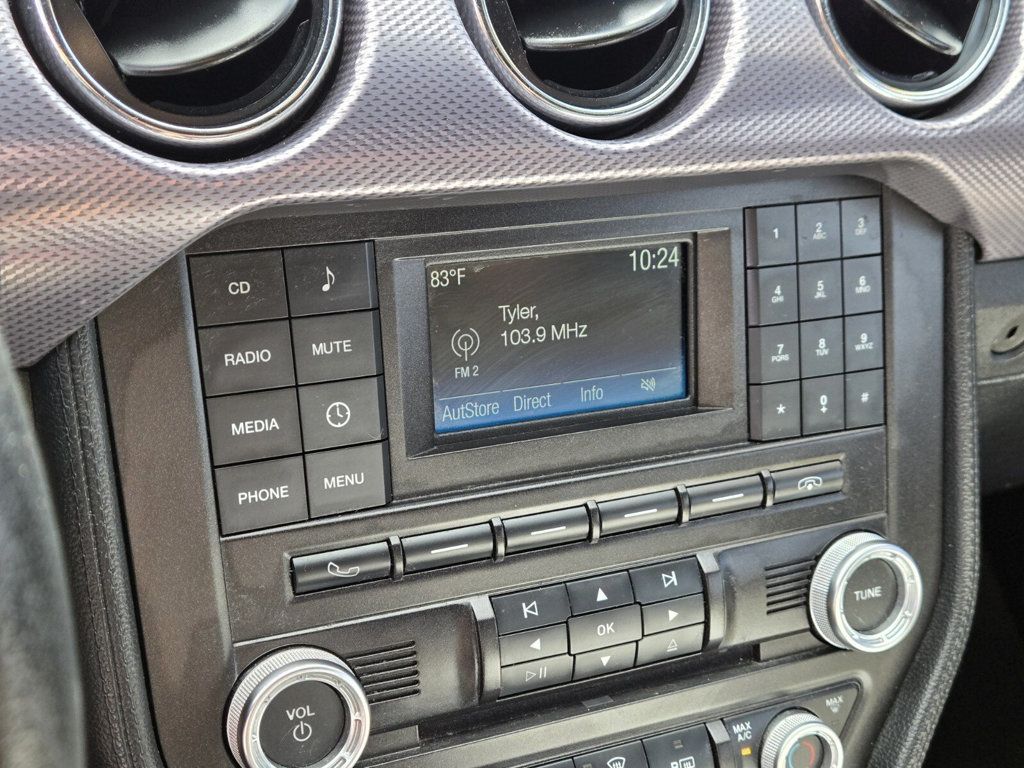 83°F
10:24
Tyler,
103.9 MHz
FM 2
AutStore Direct Info
CD
RADIO
MUTE
MEDIA
PHONE
MENU
1
2
ABC
3
DEF
4
GHI
5
JKL
6
MNO
7
PQRS
8
TUV
9
WXYZ
*
0
+
#
OK
TUNE
VOL
MAX
A/C
MAX
R